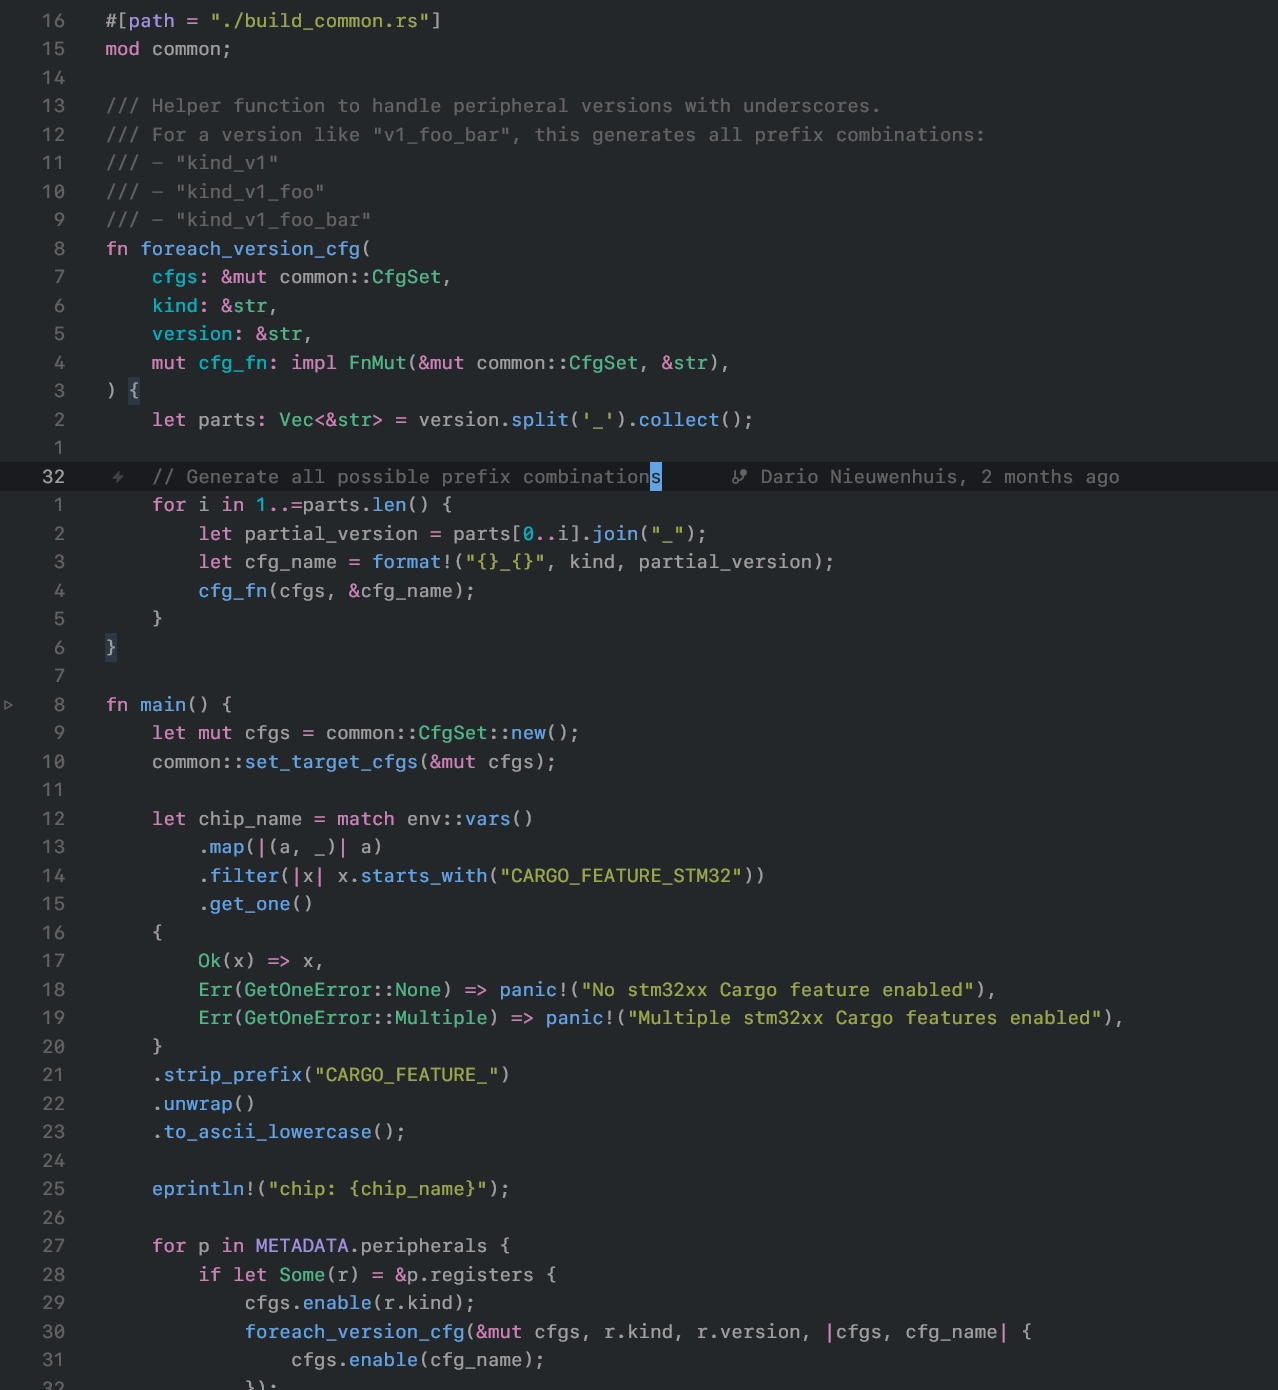 16 #[path = "./build_common.rs"]
15 mod common;
14
13 /// Helper function to handle peripheral versions with underscores.
12 /// For a version like "v1_foo_bar", this generates all prefix combinations:
11 /// - "kind_v1"
10 /// - "kind_v1_foo"
9 /// - "kind_v1_foo_bar"
8 fn foreach_version_cfg(
7     cfgs: &mut common::CfgSet,
6     kind: &str,
5     version: &str,
4     mut cfg_fn: impl FnMut(&mut common::CfgSet, &str),
3 ) {
2     let parts: Vec<&str> = version.split('_').collect();
1
32     // Generate all possible prefix combinations Dario Nieuwenhuis, 2 months ago
1     for i in 1..=parts.len() {
2         let partial_version = parts[0..i].join("_");
3         let cfg_name = format!("{}_{}", kind, partial_version);
4         cfg_fn(cfgs, &cfg_name);
5     }
6 }
7
8 fn main() {
9     let mut cfgs = common::CfgSet::new();
10     common::set_target_cfgs(&mut cfgs);
11
12     let chip_name = match env::vars()
13         .map(|(a, _)| a)
14         .filter(|x| x.starts_with("CARGO_FEATURE_STM32"))
15         .get_one()
16     {
17         Ok(x) => x,
18         Err(GetOneError::None) => panic!("No stm32xx Cargo feature enabled"),
19         Err(GetOneError::Multiple) => panic!("Multiple stm32xx Cargo features enabled"),
20     }
21     .strip_prefix("CARGO_FEATURE_")
22     .unwrap()
23     .to_ascii_lowercase();
24
25     eprintln!("chip: {chip_name}");
26
27     for p in METADATA.peripherals {
28         if let Some(r) = &p.registers {
29             cfgs.enable(r.kind);
30             foreach_version_cfg(&mut cfgs, r.kind, r.version, |cfgs, cfg_name| {
31                 cfgs.enable(cfg_name);
32             });